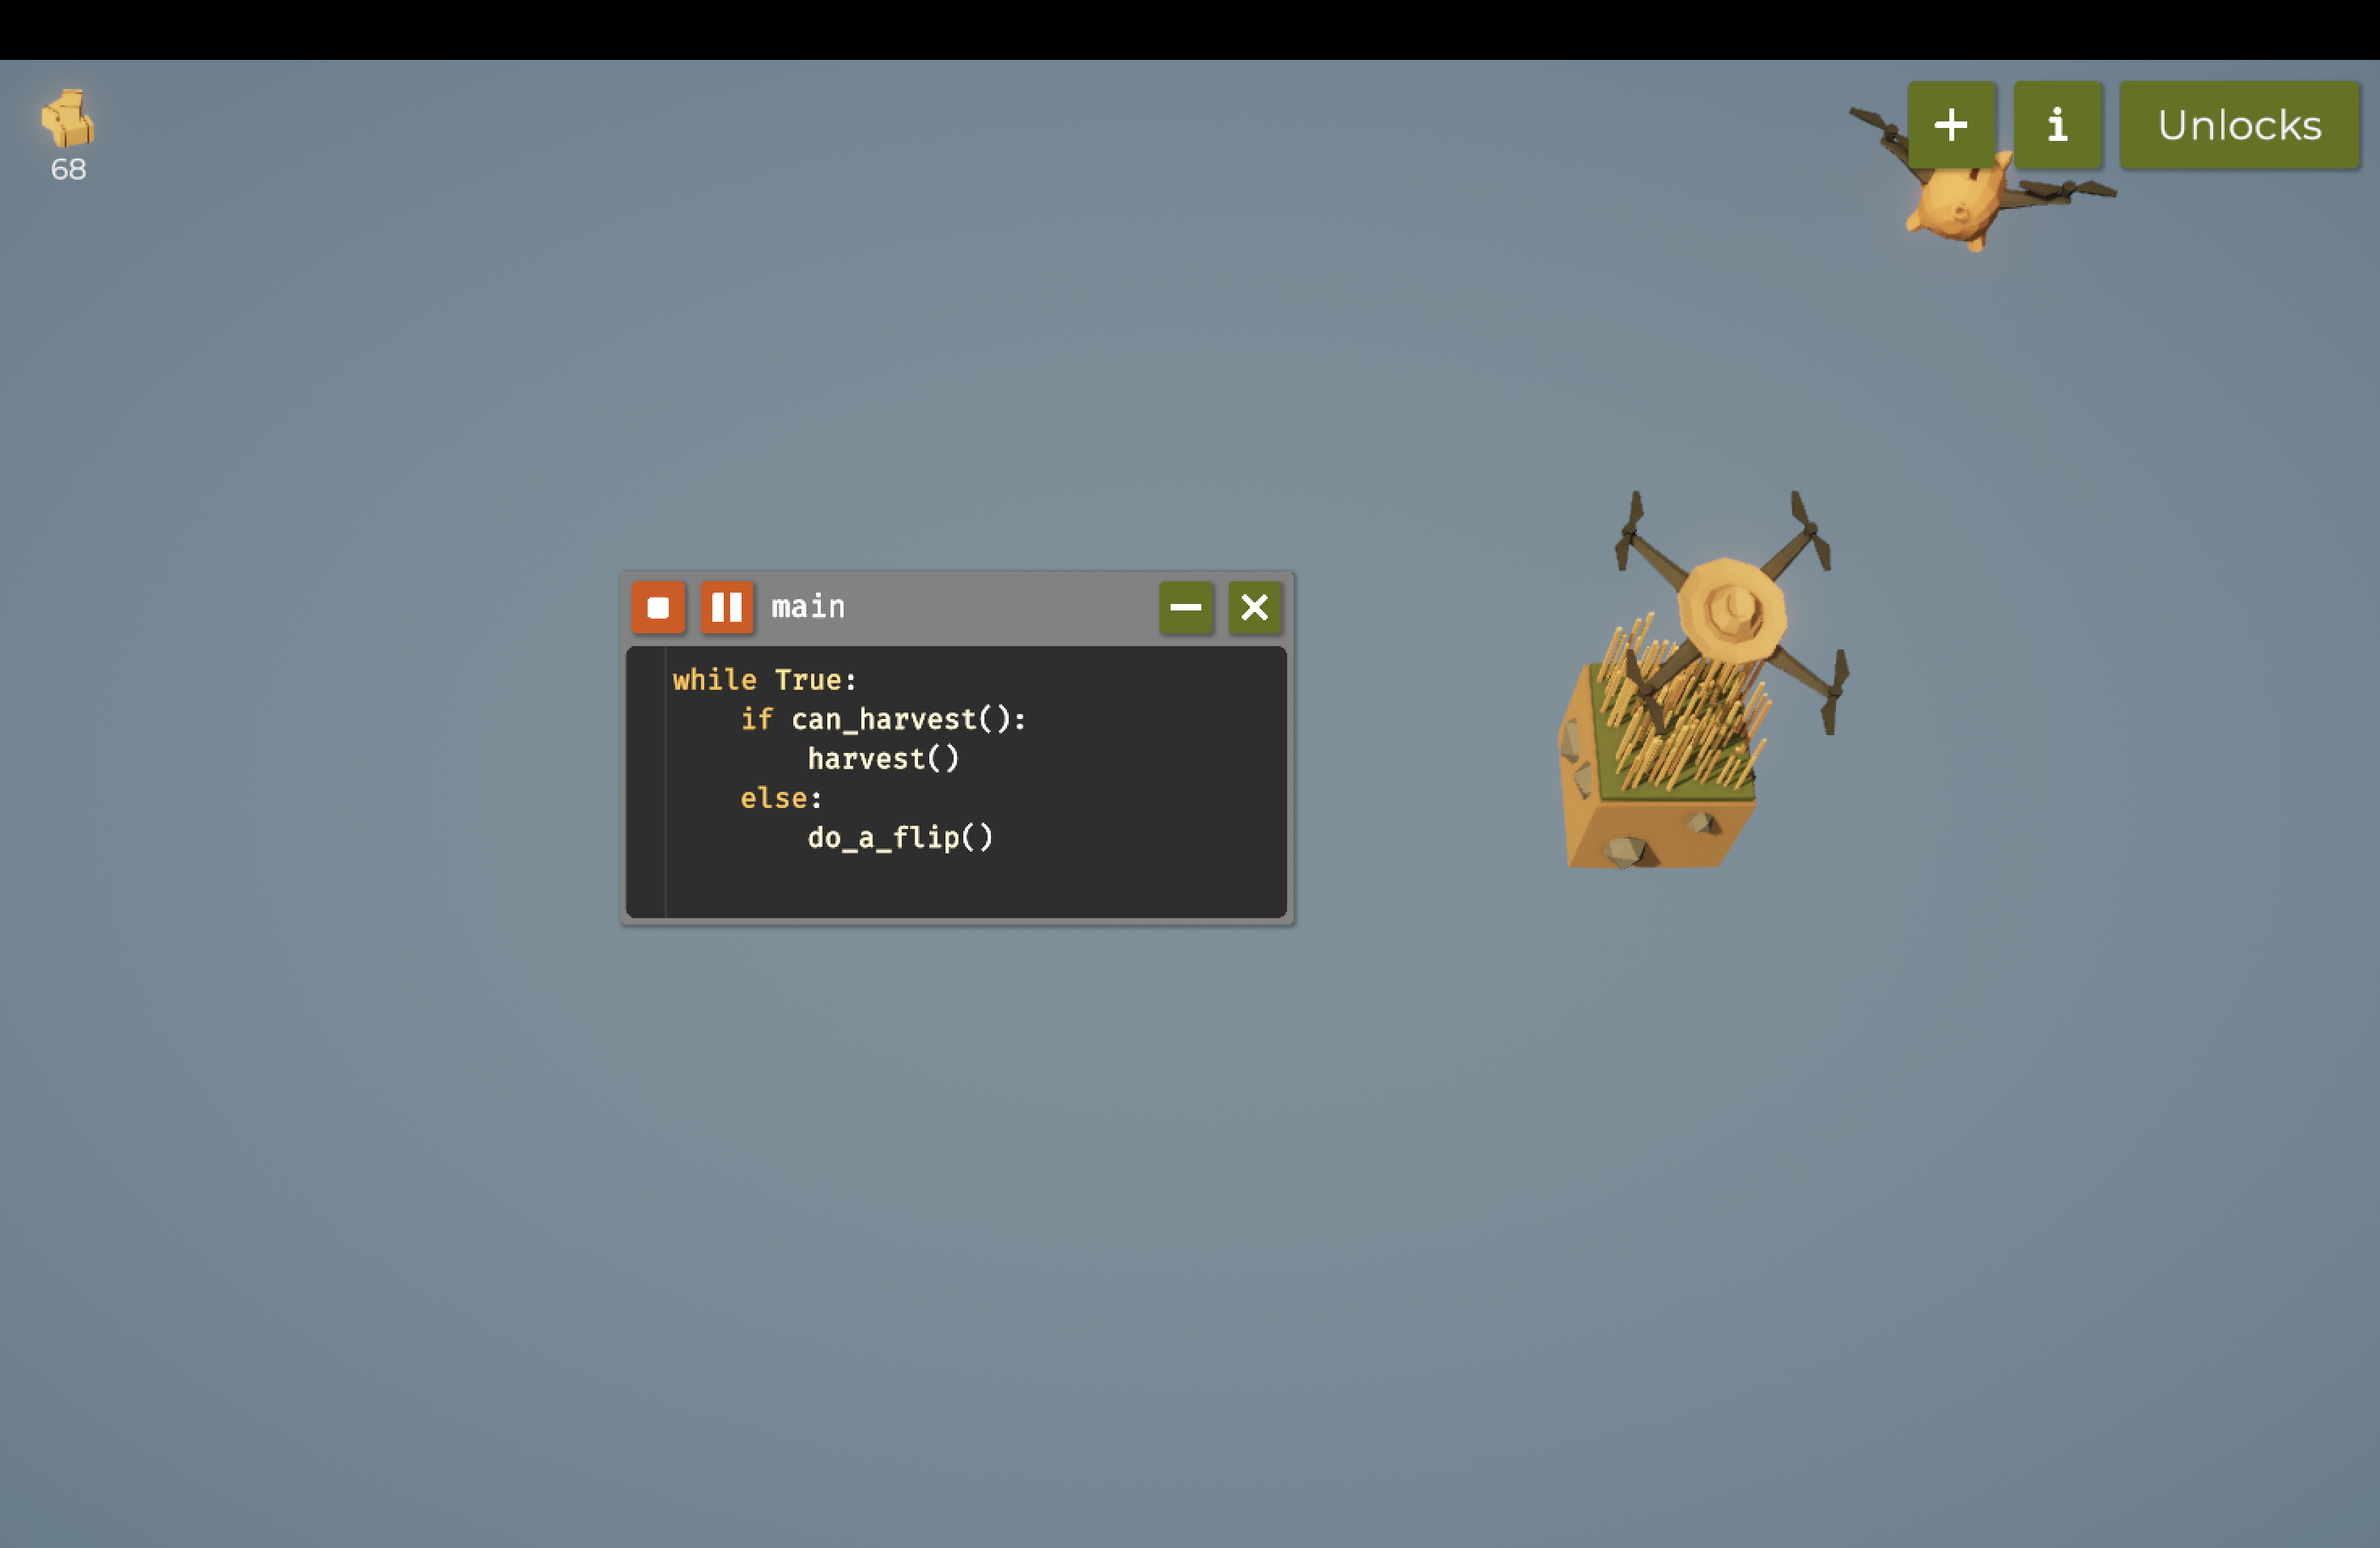 68
+ i Unlocks
main
while True:
    if can_harvest():
        harvest()
    else:
        do_a_flip()